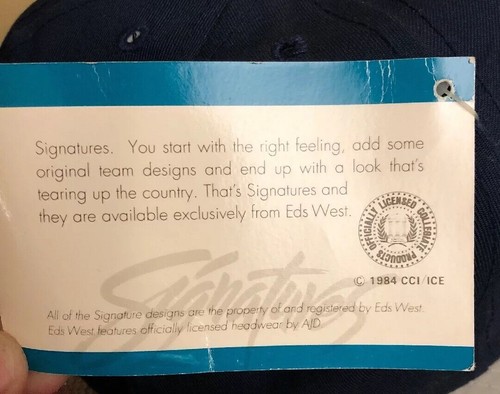 Signatures. You start with the right feeling, add some
original team designs and end up with a look that's
tearing up the country. That's Signatures and
they are available exclusively from Eds West.
OFFICIALLY LICENSED COLLEGIATE PRODUCTS
© 1984 CCI/ICE
Signatures
All of the Signature designs are the property of and registered by Eds West.
Eds West features officially licensed headwear by AJD.